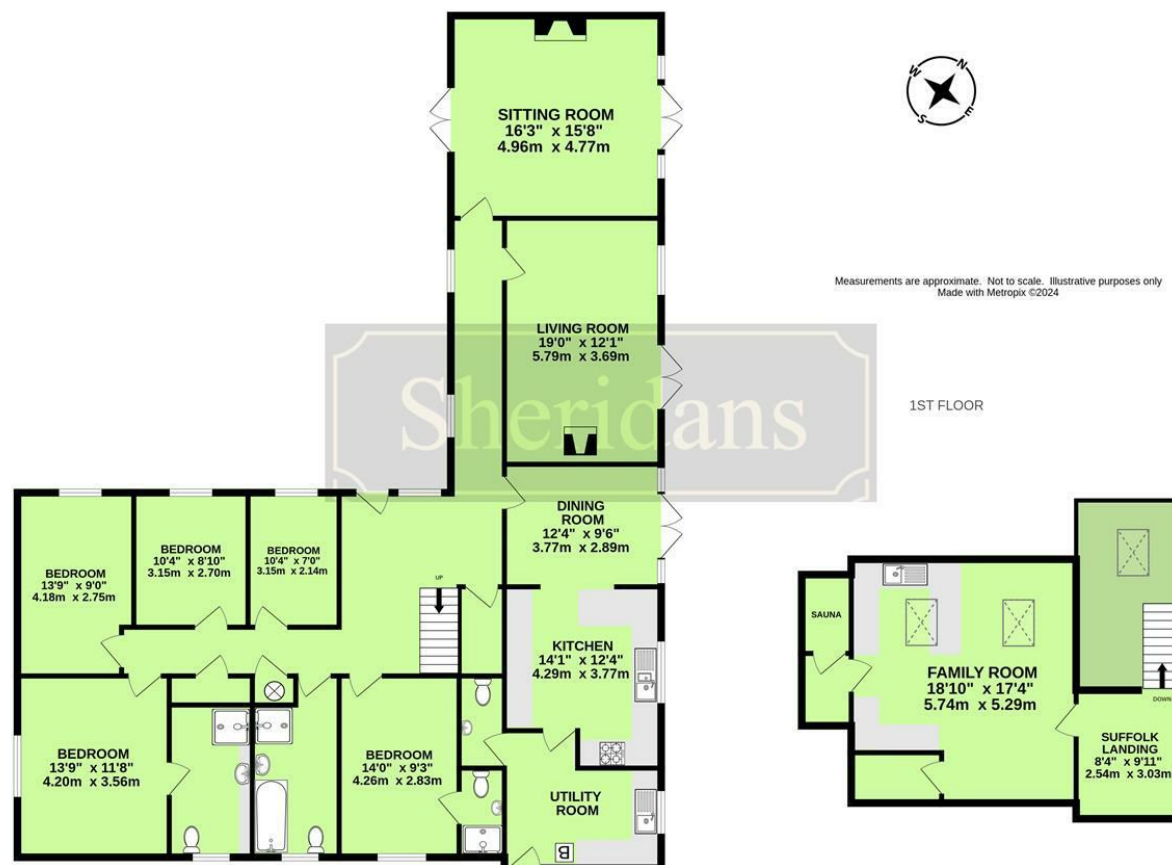 SITTING ROOM
16'3" x 15'8"
4.96m x 4.77m
N
W
E
S
Measurements are approximate. Not to scale. Illustrative purposes only
Made with Metropix ©2024
LIVING ROOM
19'0" x 12'1"
5.79m x 3.69m
Sheridans
1ST FLOOR
DINING
ROOM
12'4" x 9'6"
3.77m x 2.89m
BEDROOM
13'9" x 9'0"
4.18m x 2.75m
BEDROOM
10'4" x 8'10"
3.15m x 2.70m
BEDROOM
10'4" x 7'0"
3.15m x 2.14m
UP
KITCHEN
14'1" x 12'4"
4.29m x 3.77m
BEDROOM
13'9" x 11'8"
4.20m x 3.56m
BEDROOM
14'0" x 9'3"
4.26m x 2.83m
UTILITY
ROOM
B
SAUNA
FAMILY ROOM
18'10" x 17'4"
5.74m x 5.29m
DOWN
SUFFOLK
LANDING
8'4" x 9'11"
2.54m x 3.03m